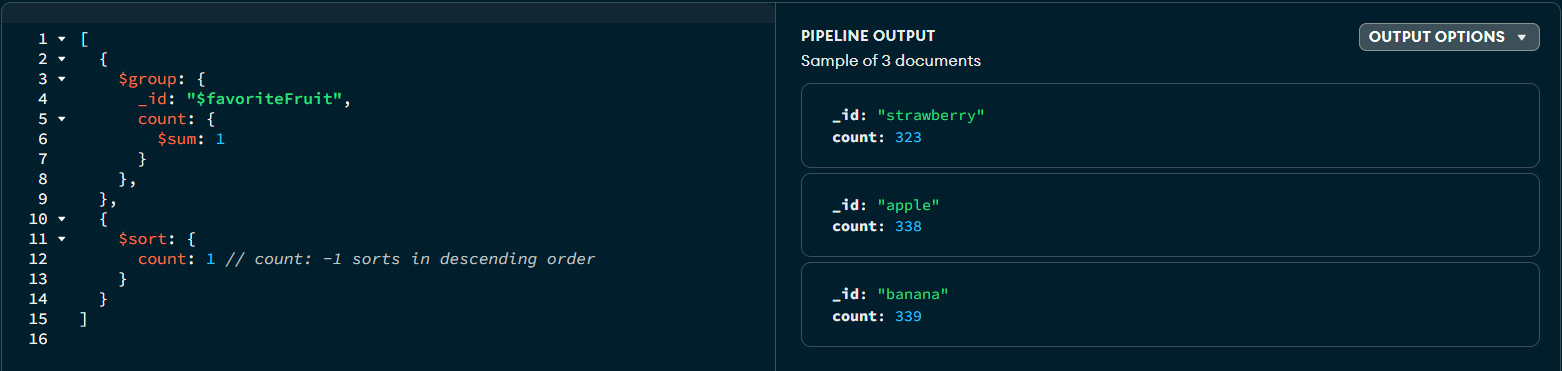 1 [
2 {
3 $group: {
4 _id: "$favoriteFruit",
5 count: {
6 $sum: 1
7 }
8 },
9 },
10 {
11 $sort: {
12 count: 1 // count: -1 sorts in descending order
13 }
14 }
15 ]
16
PIPELINE OUTPUT
OUTPUT OPTIONS
Sample of 3 documents
_id: "strawberry"
count: 323
_id: "apple"
count: 338
_id: "banana"
count: 339